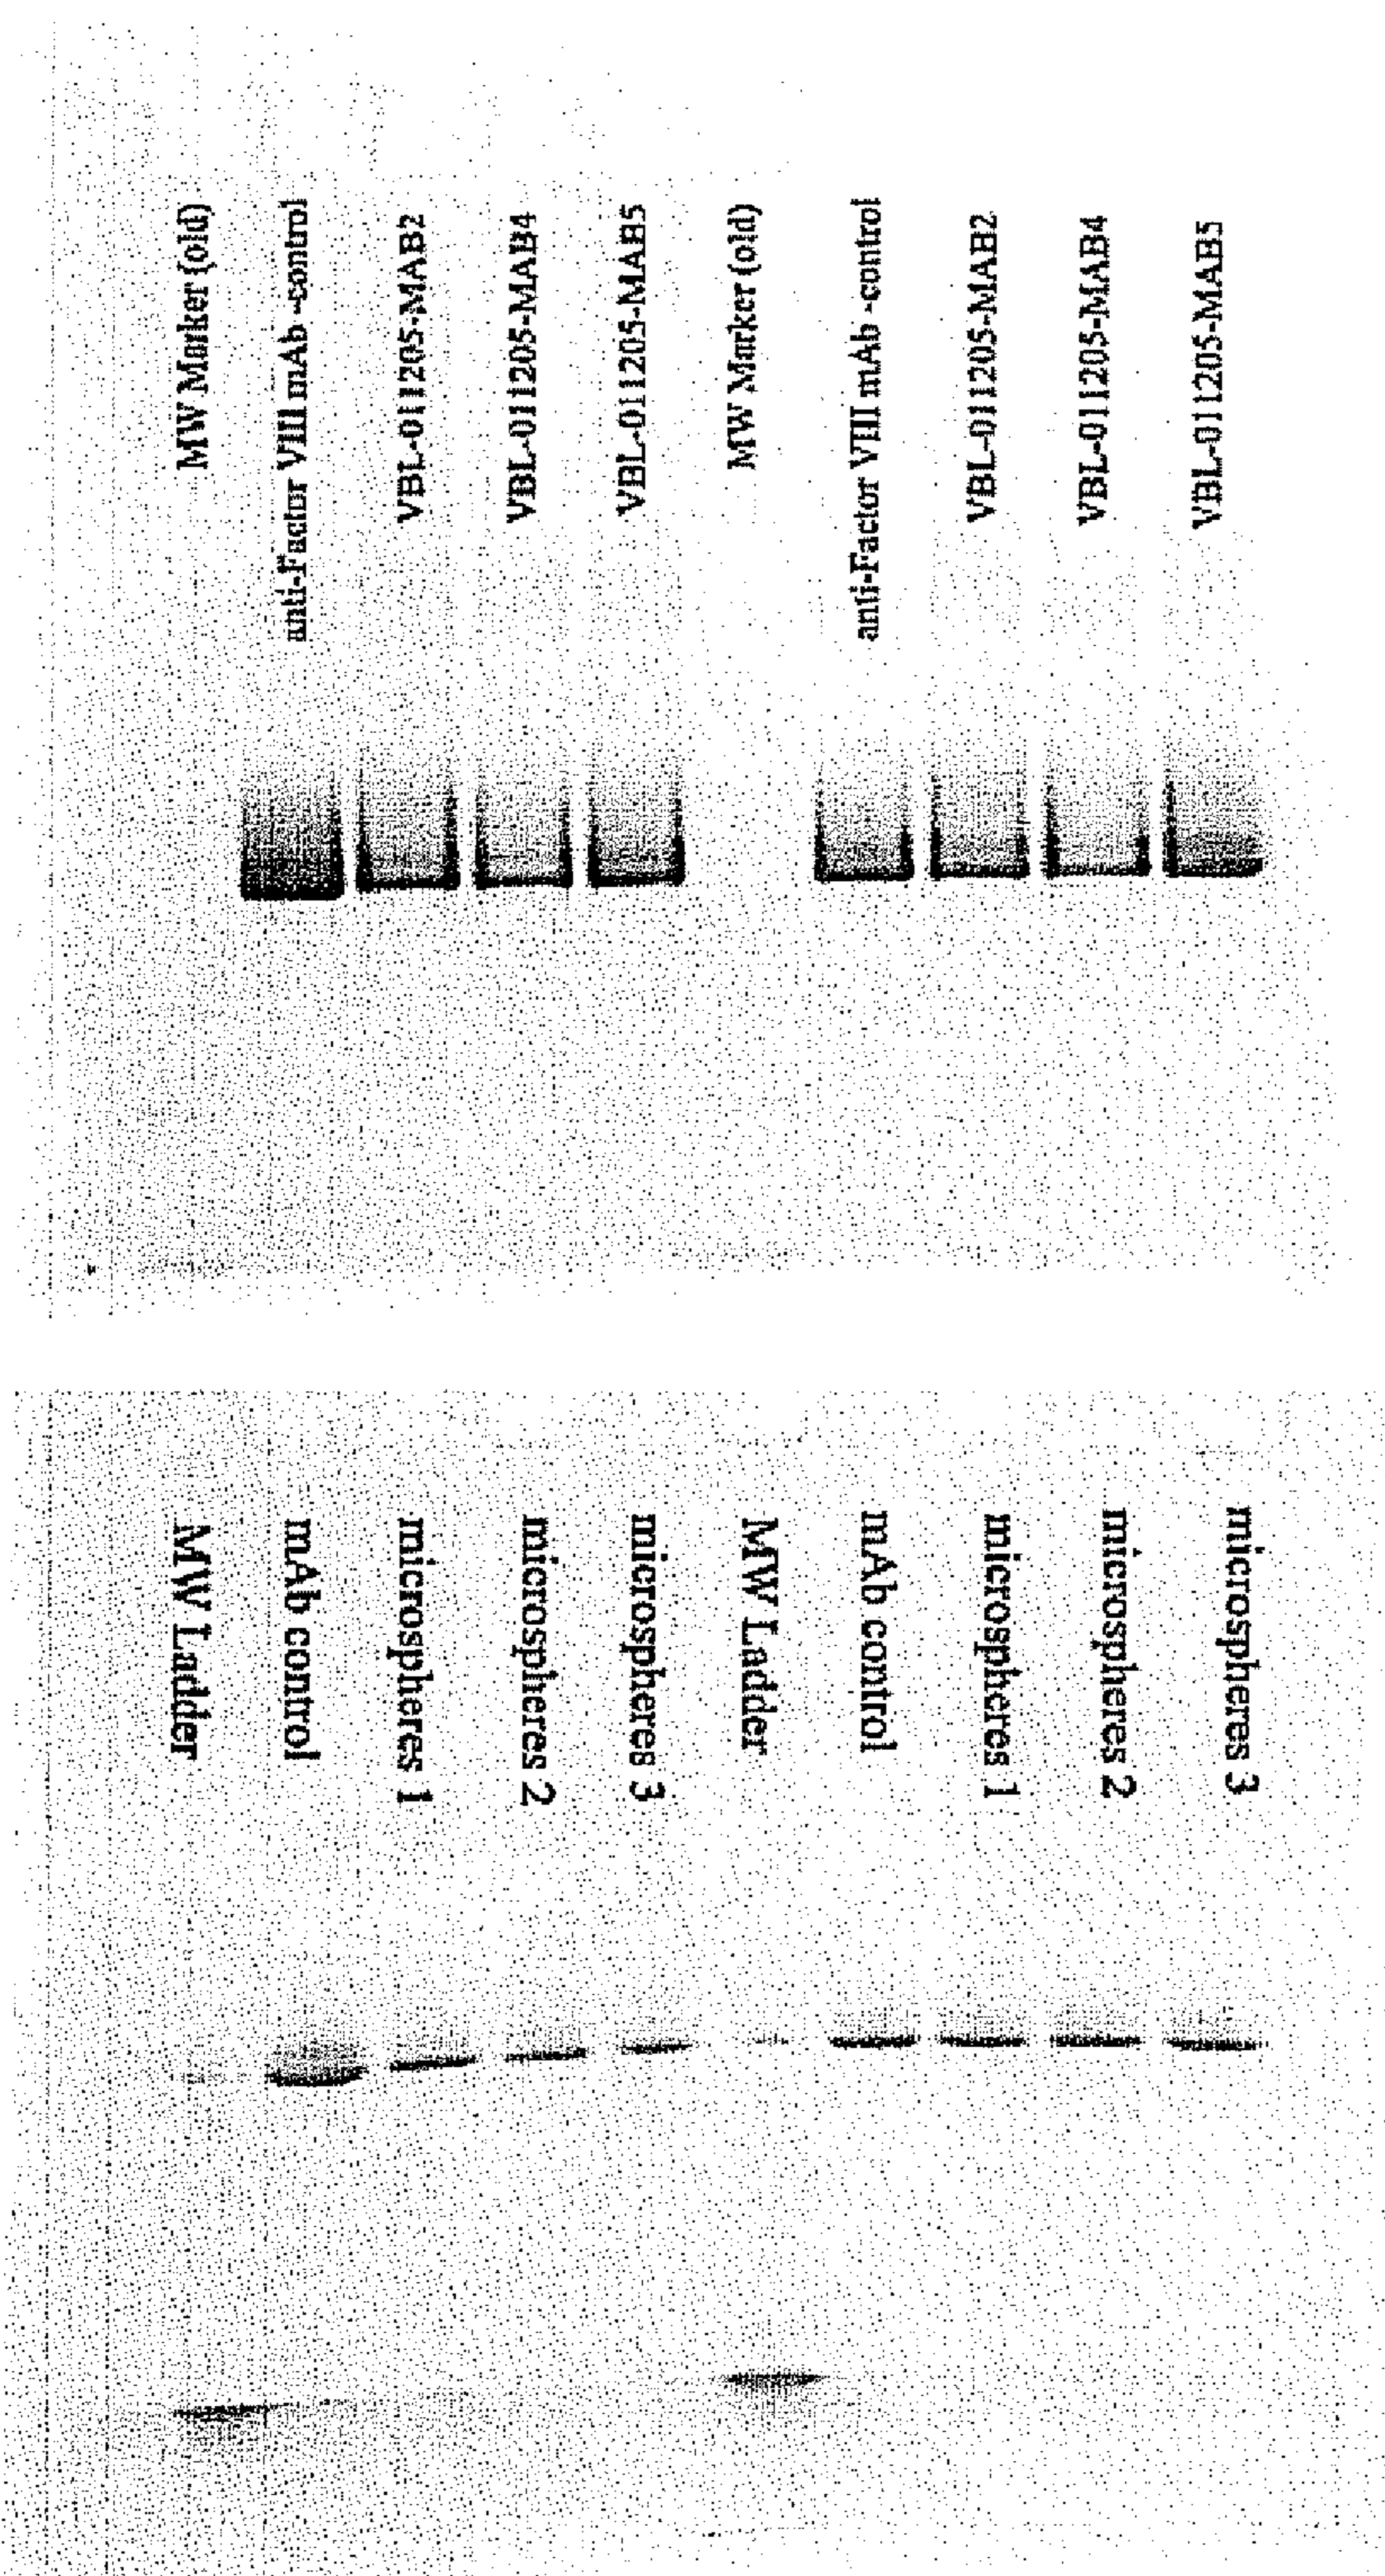 MW Marker (old)
anti-Factor VIII mAb -control
VBL-011205-MAB2
VBL-011205-MAB4
VBL-011205-MAB5
MW Marker (old)
anti-Factor VIII mAb -control
VBL-011205-MAB2
VBL-011205-MAB4
VBL-011205-MAB5
MW Ladder
mAb control
microspheres 1
microspheres 2
microspheres 3
MW Ladder
mAb control
microspheres 1
microspheres 2
microspheres 3